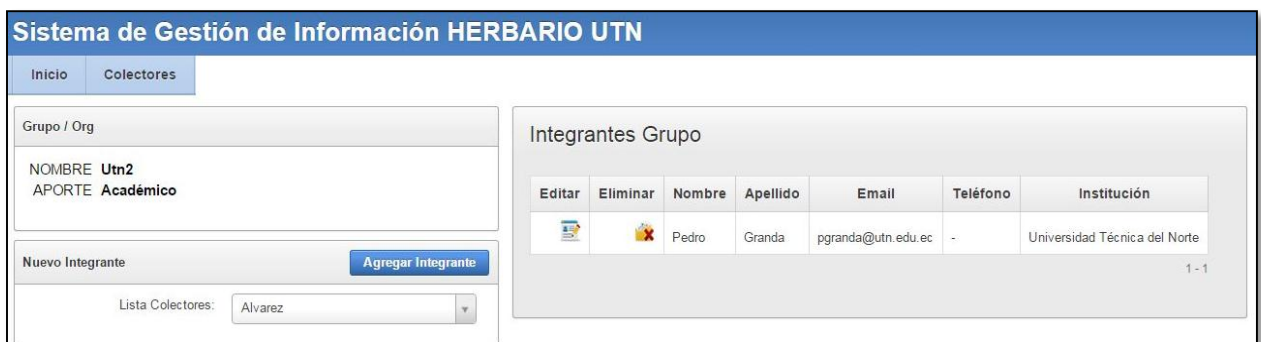 Sistema de Gestión de Información HERBARIO UTN
Inicio Colectores
Grupo / Org
NOMBRE Utn2
APORTE Académico
Nuevo Integrante Agregar Integrante
Lista Colectores: Alvarez
Integrantes Grupo
Editar Eliminar Nombre Apellido Email Teléfono Institución
Pedro Granda pgranda@utn.edu.ec - Universidad Técnica del Norte
1 - 1